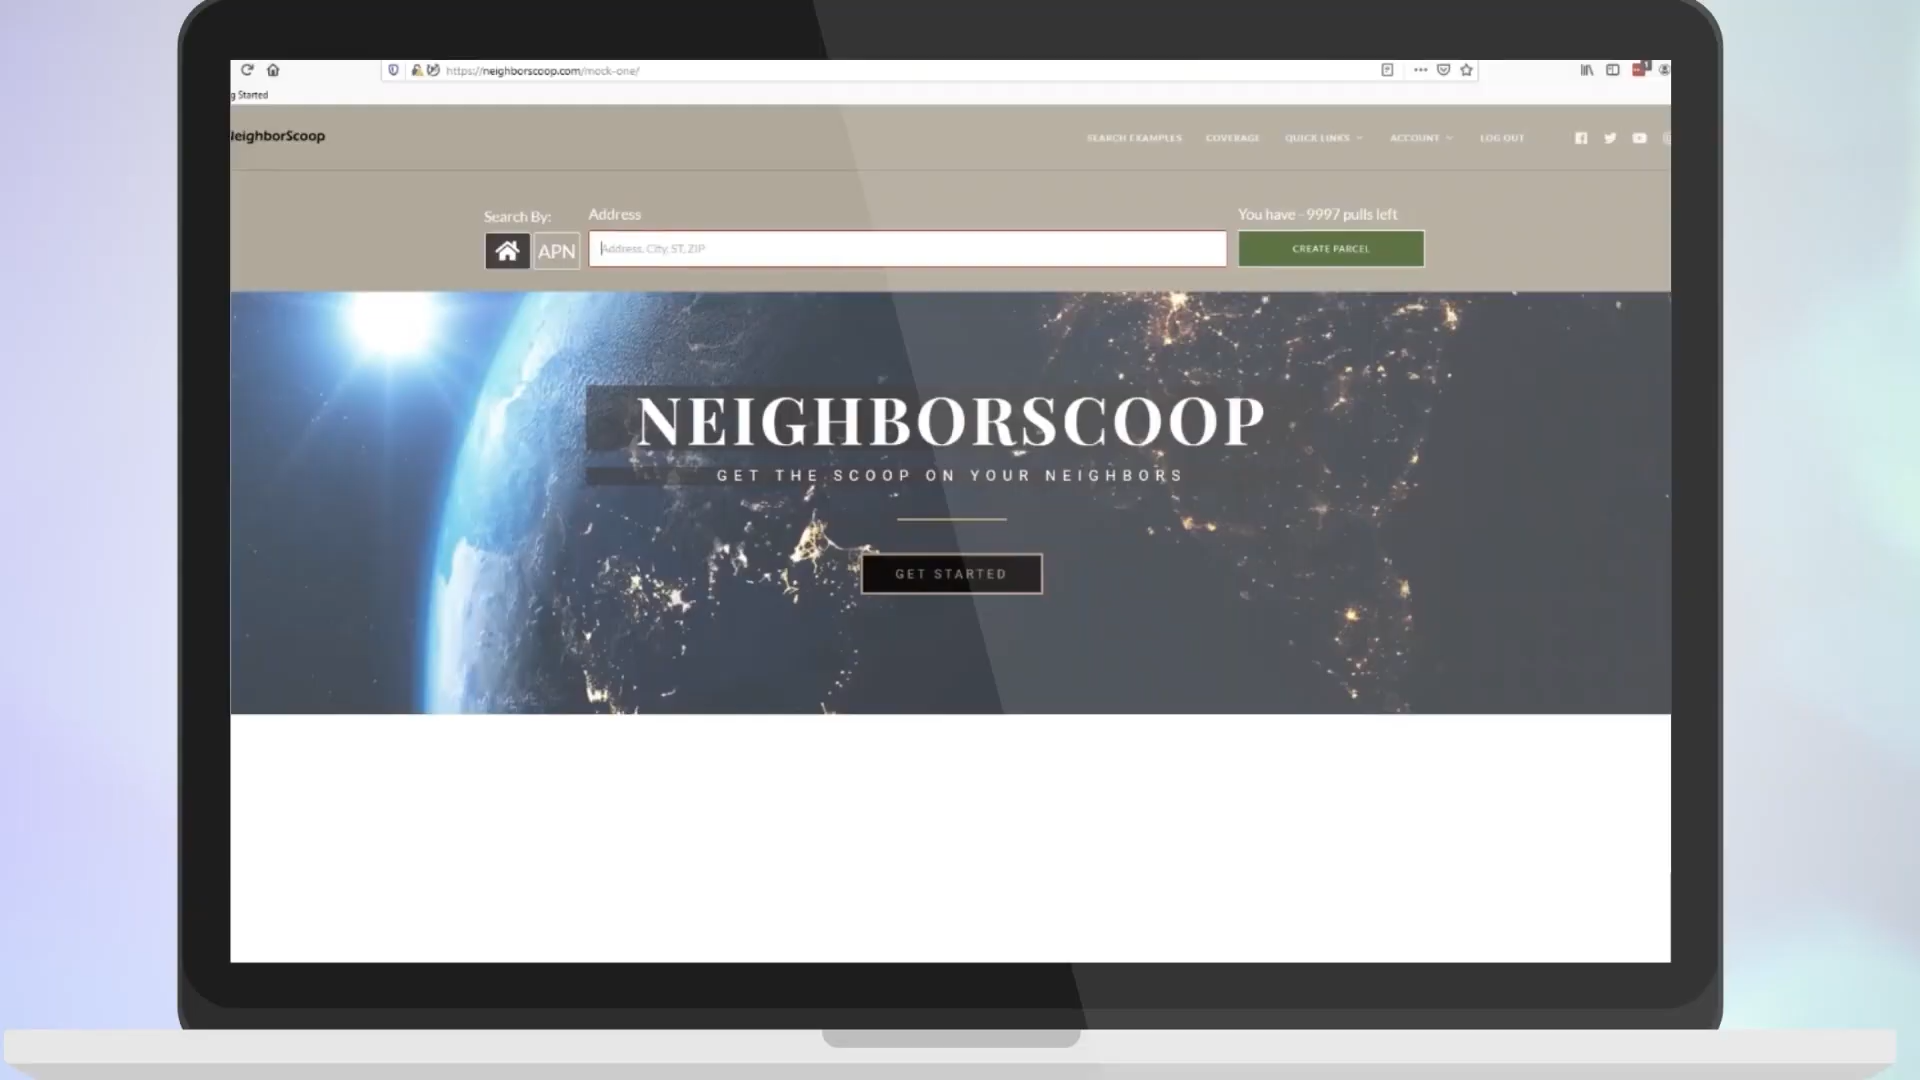 https://neighborscoop.com/mock-one/
g Started
NeighborScoop
SEARCH EXAMPLES COVERAGE QUICK LINKS ACCOUNT LOG OUT
Search By: Address You have -9997 pulls left
APN Address, City, ST, ZIP CREATE PARCEL
NEIGHBORSCOOP
GET THE SCOOP ON YOUR NEIGHBORS
GET STARTED